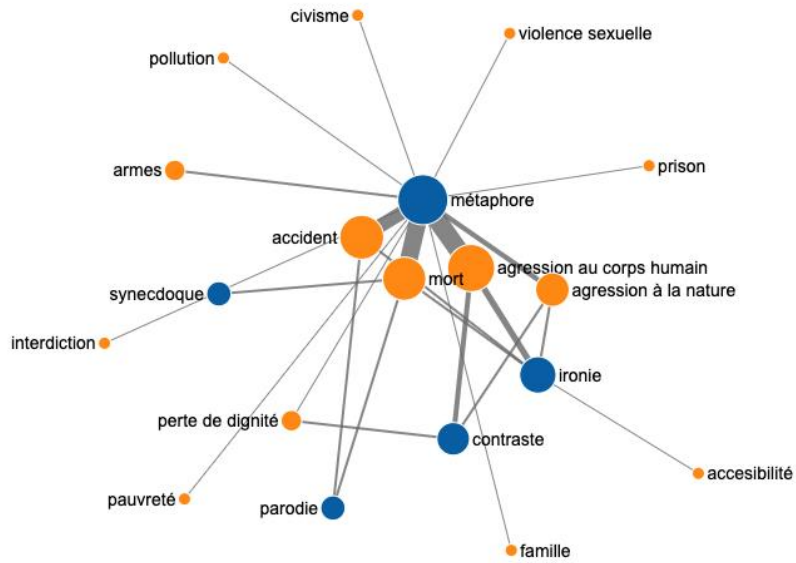 civisme
violence sexuelle
pollution
armes
prison
métaphore
accident
agression au corps humain
mort
agression à la nature
synecdoque
interdiction
ironie
perte de dignité
contraste
accesibilité
pauvreté
parodie
famille